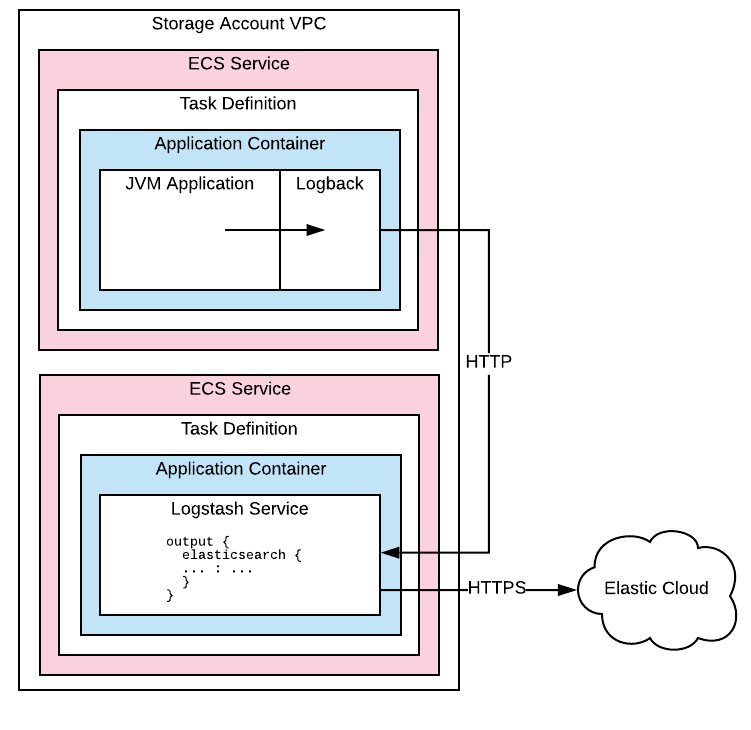 Storage Account VPC
ECS Service
Task Definition
Application Container
JVM Application
Logback
HTTP
ECS Service
Task Definition
Application Container
Logstash Service
output {
  elasticsearch {
  ... : ...
  }
}
HTTPS
Elastic Cloud